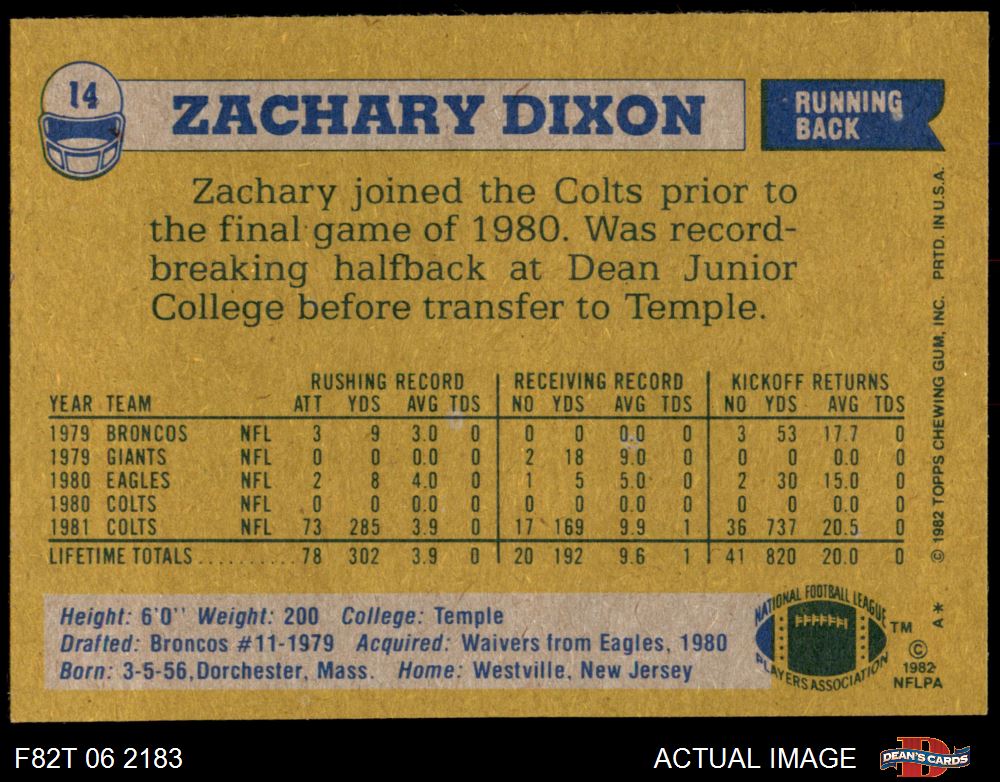 14
ZACHARY DIXON
RUNNING
BACK
Zachary joined the Colts prior to
the final game of 1980. Was record-
breaking halfback at Dean Junior
College before transfer to Temple.
RUSHING RECORD RECEIVING RECORD KICKOFF RETURNS
YEAR TEAM ATT YDS AVG TDS NO YDS AVG TDS NO YDS AVG TDS
1979 BRONCOS NFL 3 9 3.0 0 0 0 0.0 0 3 53 17.7 0
1979 GIANTS NFL 0 0 0.0 0 2 18 9.0 0 0 0 0.0 0
1980 EAGLES NFL 2 8 4.0 0 1 5 5.0 0 2 30 15.0 0
1980 COLTS NFL 0 0 0.0 0 0 0 0.0 0 0 0 0.0 0
1981 COLTS NFL 73 285 3.9 0 17 169 9.9 1 36 737 20.5 0
LIFETIME TOTALS .......... 78 302 3.9 0 20 192 9.6 1 41 820 20.0 0
Height: 6'0'' Weight: 200 College: Temple
Drafted: Broncos #11-1979 Acquired: Waivers from Eagles, 1980
Born: 3-5-56, Dorchester, Mass. Home: Westville, New Jersey
NATIONAL FOOTBALL LEAGUE
PLAYERS ASSOCIATION
TM
©
1982
NFLPA
A*
© 1982 TOPPS CHEWING GUM, INC. PRTD. IN U.S.A.
F82T 06 2183
ACTUAL IMAGE
DEAN'S CARDS